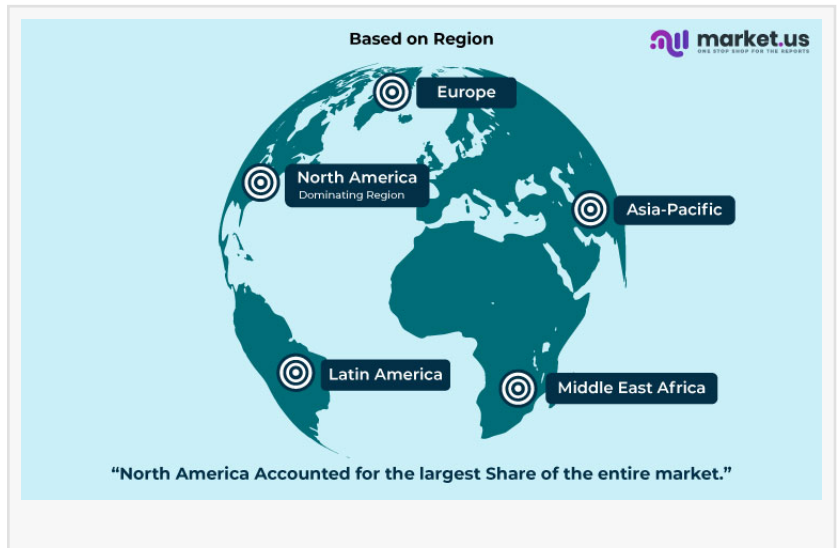 Based on Region
market.us
ONE STOP SHOP FOR THE REPORTS
Europe
North America
Dominating Region
Asia-Pacific
Latin America
Middle East Africa
“North America Accounted for the largest Share of the entire market.”